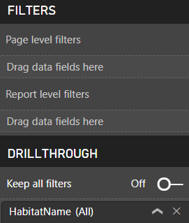 FILTERS
Page level filters
Drag data fields here
Report level filters
Drag data fields here
DRILLTHROUGH
Keep all filters Off
HabitatName (All)